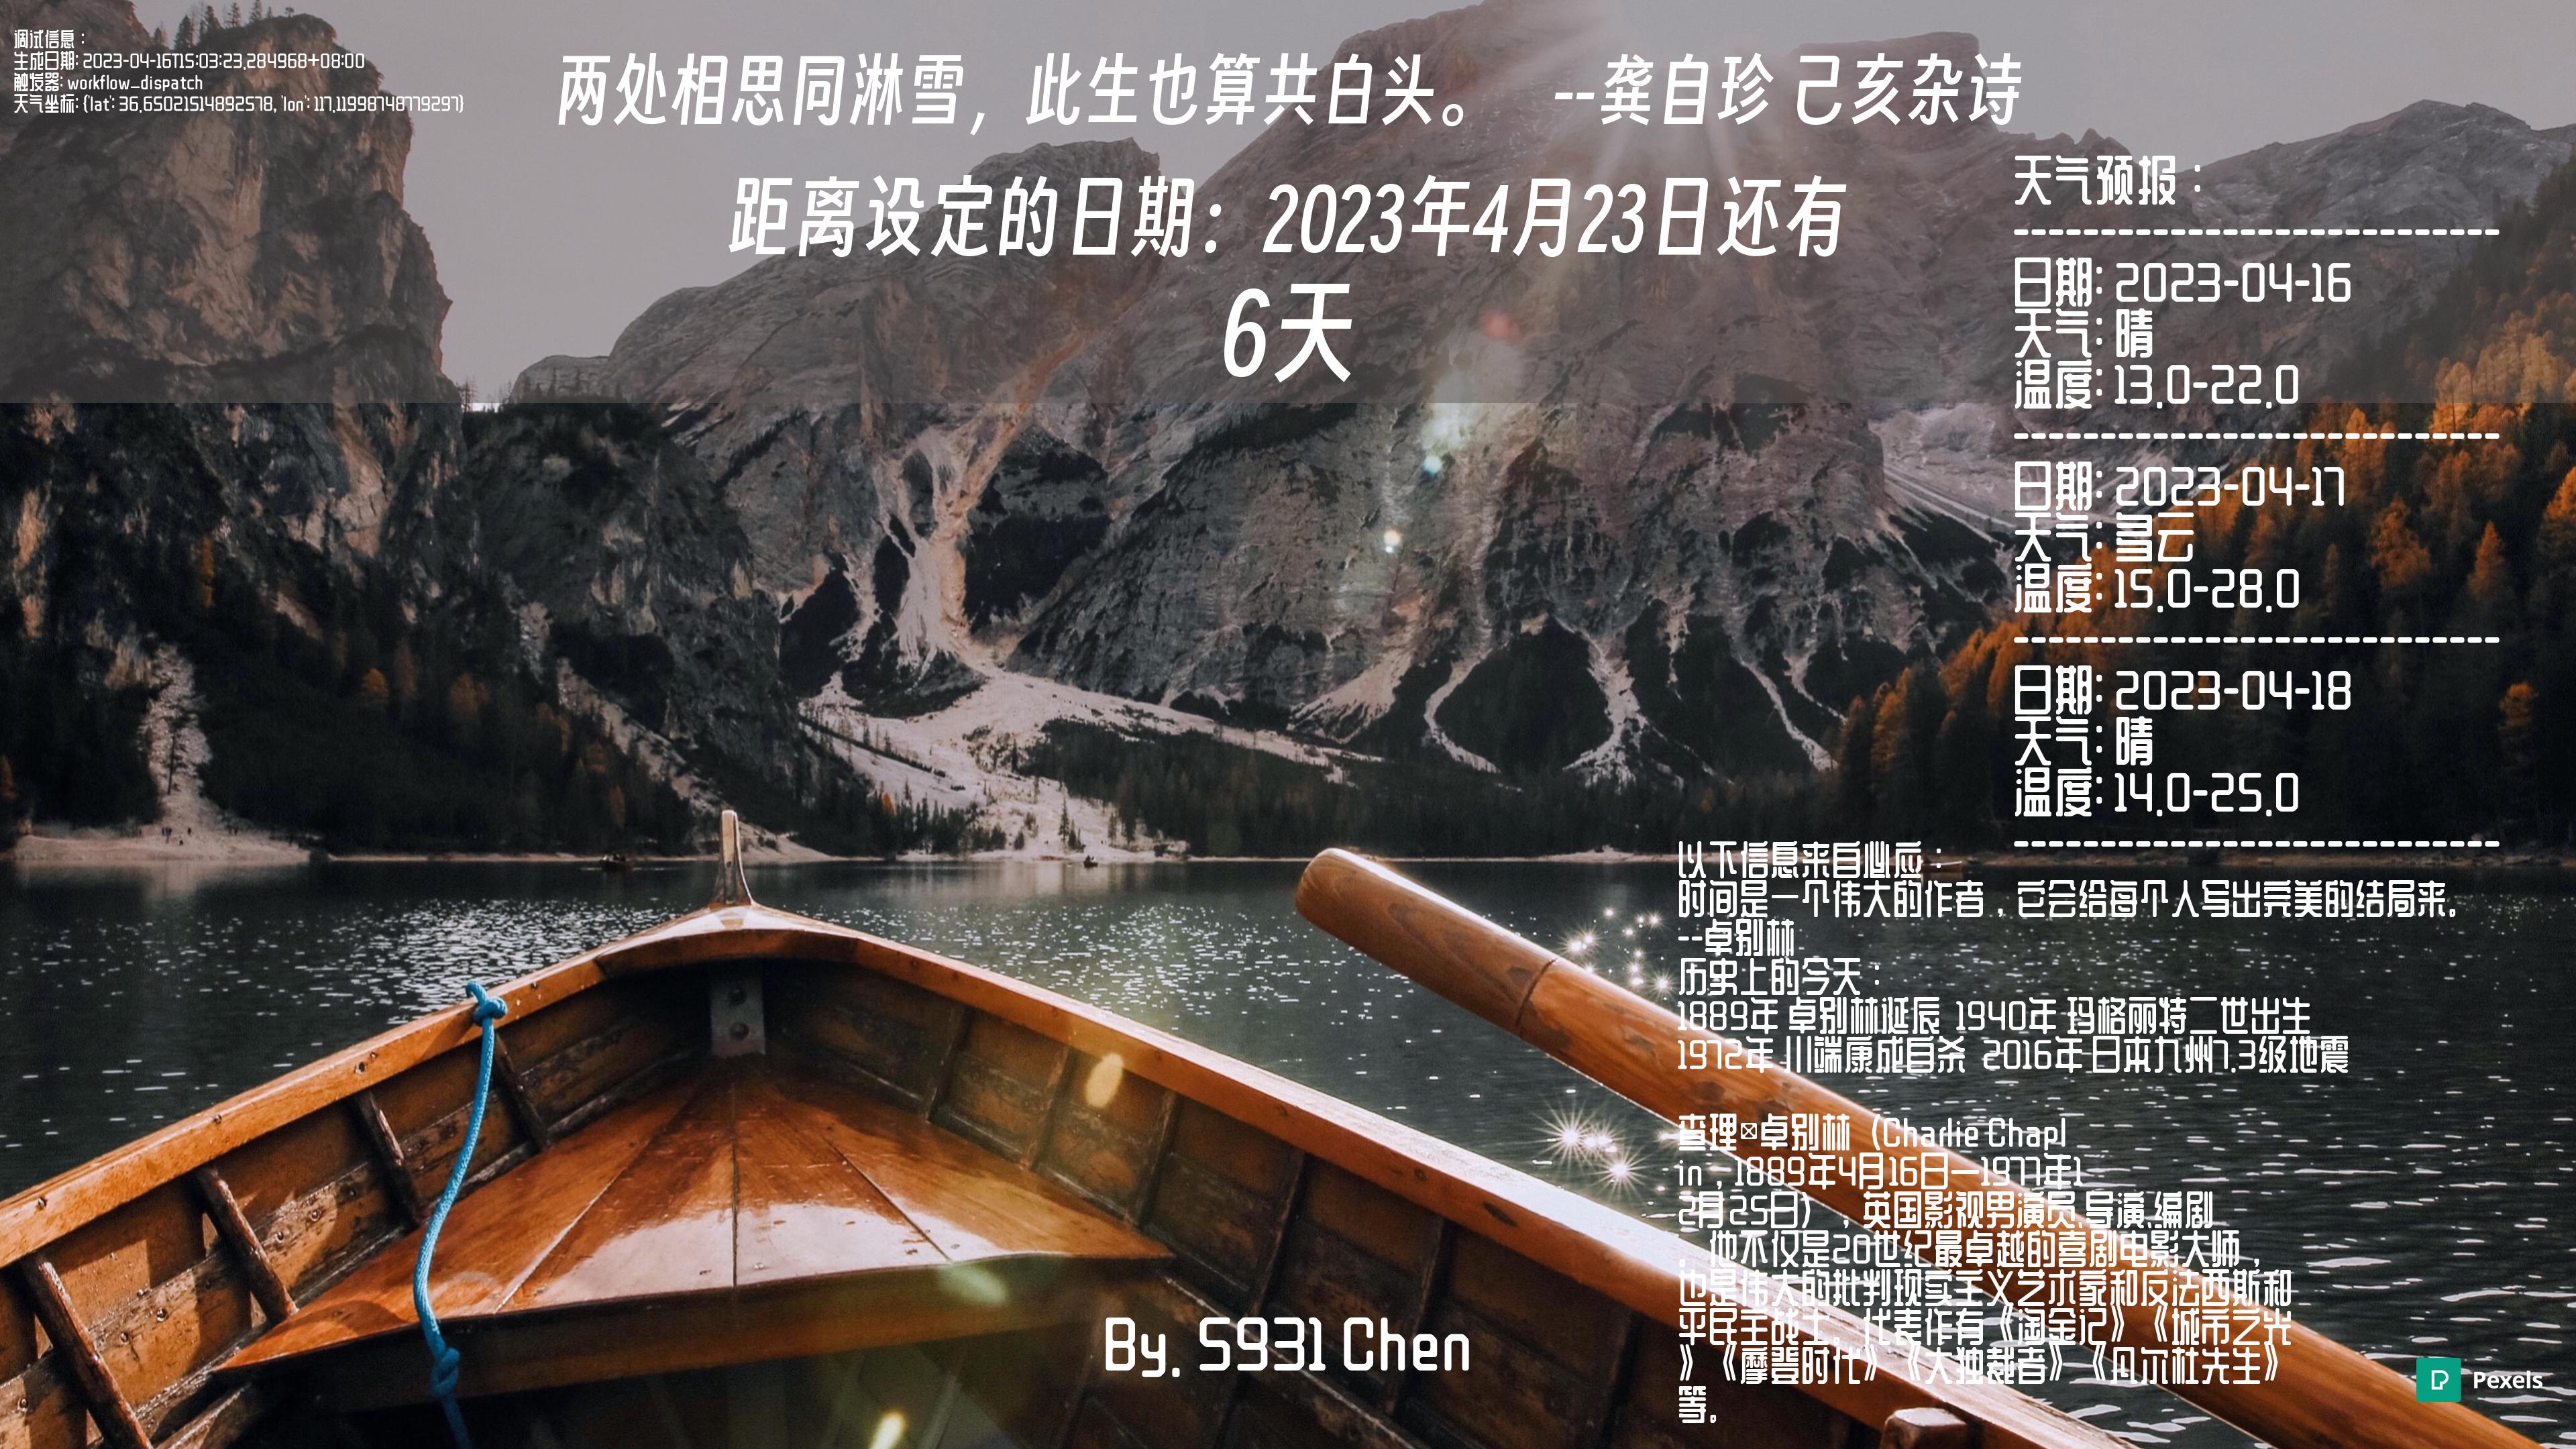 调试信息：
生成日期: 2023-04-16T15:03:23.284968+08:00
触发器: workflow_dispatch
天气坐标: {'lat': 36.65021514892578, 'lon': 117.11998748779297}
两处相思同淋雪，此生也算共白头。 --龚自珍 己亥杂诗
距离设定的日期：2023年4月23日还有
6天
天气预报：
----------------------------
日期: 2023-04-16
天气: 晴
温度: 13.0-22.0
----------------------------
日期: 2023-04-17
天气: 多云
温度: 15.0-28.0
----------------------------
日期: 2023-04-18
天气: 晴
温度: 14.0-25.0
----------------------------
以下信息来自必应：
时间是一个伟大的作者，它会给每个人写出完美的结局来。
--卓别林
历史上的今天：
1889年 卓别林诞辰 1940年 玛格丽特二世出生
1972年 川端康成自杀 2016年 日本九州7.3级地震
查理卓别林（Charlie Chapl
in，1889年4月16日—1977年1
2月25日），英国影视男演员、导演、编剧
。他不仅是20世纪最卓越的喜剧电影大师，
也是伟大的批判现实主义艺术家和反法西斯和
平民主战士。代表作有《淘金记》《城市之光
》《摩登时代》《大独裁者》《凡尔杜先生》
等。
By. S931 Chen
Pexels